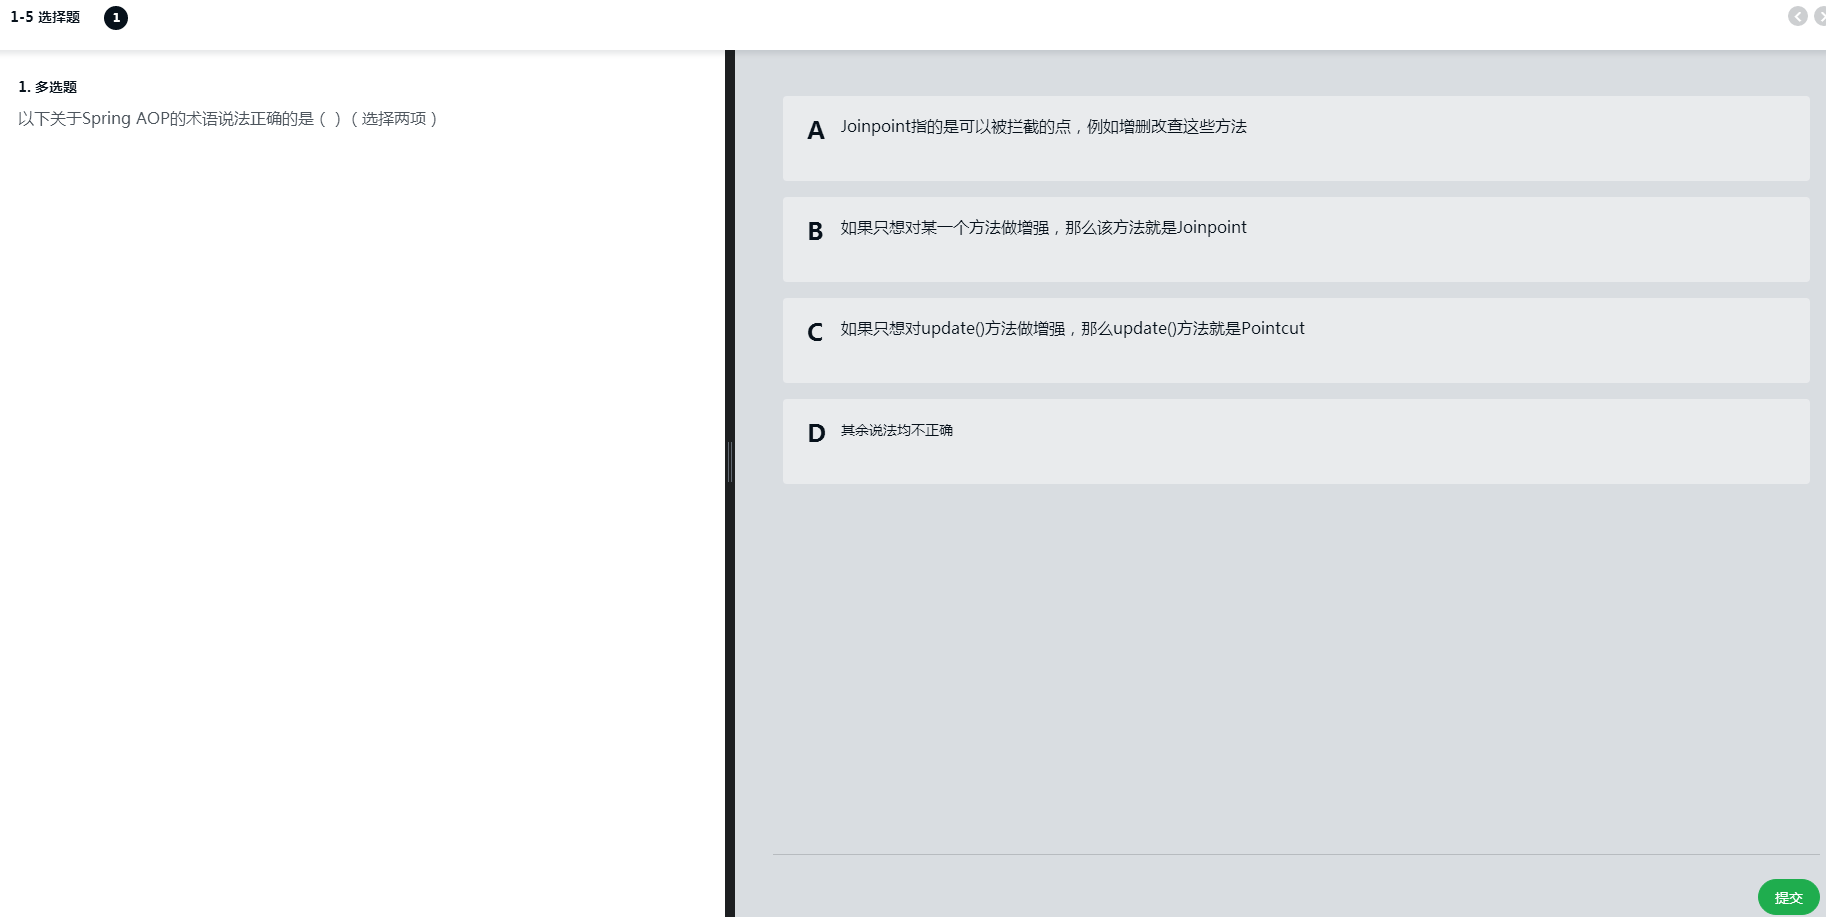 1-5 选择题 1
1. 多选题
以下关于Spring AOP的术语说法正确的是（ ）（选择两项）
A Joinpoint指的是可以被拦截的点，例如增删改查这些方法
B 如果只想对某一个方法做增强，那么该方法就是Joinpoint
C 如果只想对update()方法做增强，那么update()方法就是Pointcut
D 其余说法均不正确
提交